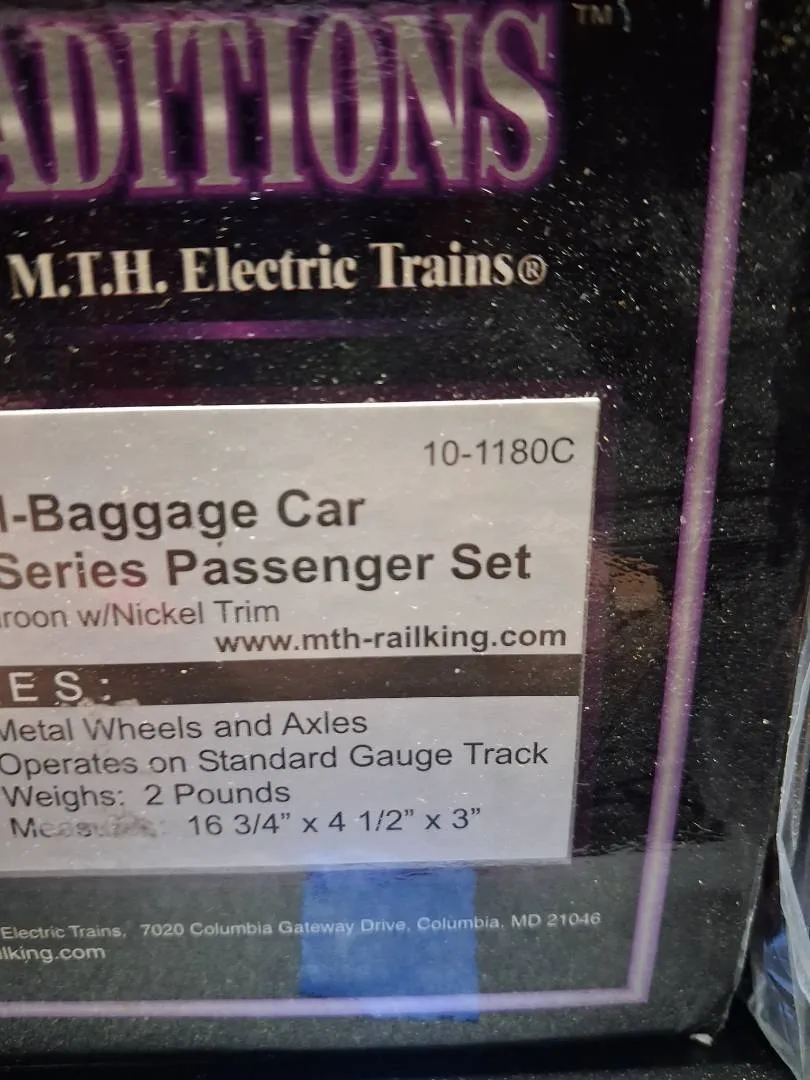 ADITIONS™
M.T.H. Electric Trains®
10-1180C
l-Baggage Car
Series Passenger Set
roon w/Nickel Trim
www.mth-railking.com
ES:
Metal Wheels and Axles
Operates on Standard Gauge Track
Weighs: 2 Pounds
Measures: 16 3/4" x 4 1/2" x 3"
Electric Trains, 7020 Columbia Gateway Drive, Columbia, MD 21046
lking.com